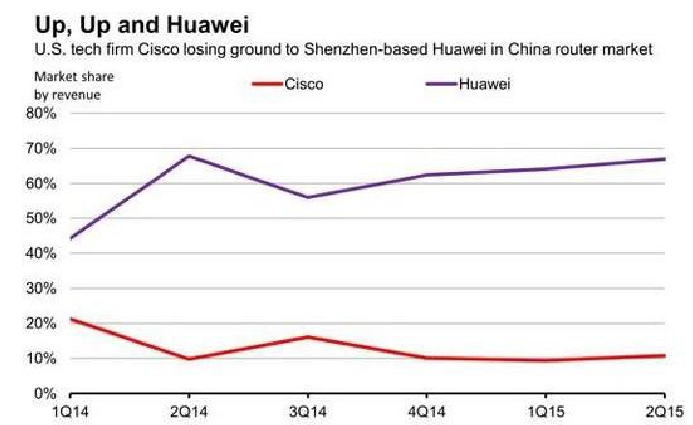 Up, Up and Huawei
U.S. tech firm Cisco losing ground to Shenzhen-based Huawei in China router market
Market share
by revenue
Cisco
Huawei
80%
70%
60%
50%
40%
30%
20%
10%
0%
1Q14
2Q14
3Q14
4Q14
1Q15
2Q15